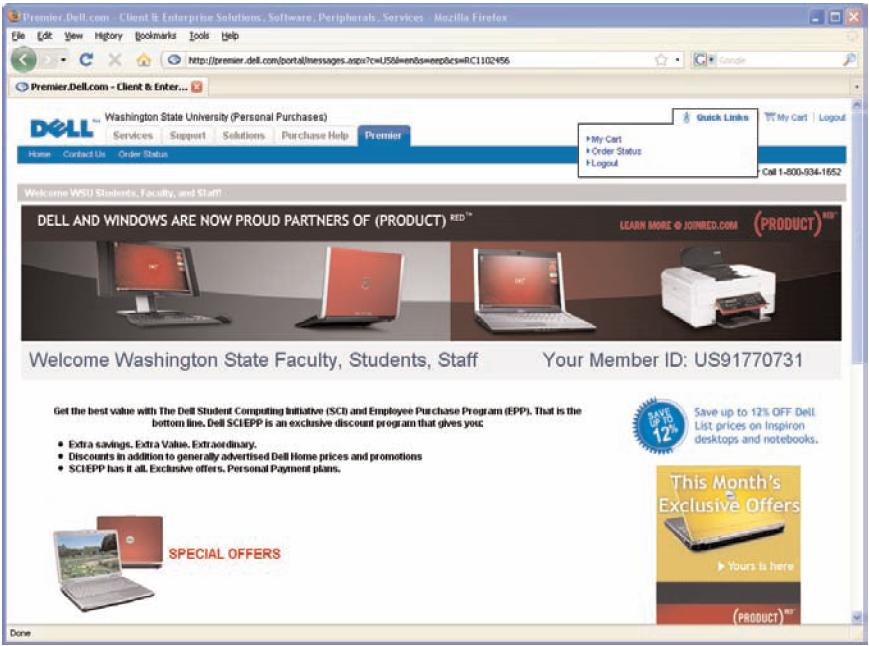 Premier.Dell.com - Client & Enterprise Solutions, Software, Peripherals, Services - Mozilla Firefox
File Edit View History Bookmarks Tools Help
http://premier.dell.com/portal/messages.aspx?c=US&l=en&s=eep&cs=RC1102456
Google
Premier.Dell.com - Client & Enter...
DELL™ Washington State University (Personal Purchases)
Quick Links My Cart | Logout
Services Support Solutions Purchase Help Premier
My Cart
Order Status
Logout
Home Contact Us Order Status
Call 1-800-934-1652
Welcome WSU Students, Faculty, and Staff!
DELL AND WINDOWS ARE NOW PROUD PARTNERS OF (PRODUCT) RED™
LEARN MORE @ JOINRED.COM (PRODUCT) RED™
Welcome Washington State Faculty, Students, Staff Your Member ID: US91770731
Get the best value with The Dell Student Computing Initiative (SCI) and Employee Purchase Program (EPP). That is the
bottom line. Dell SCI/EPP is an exclusive discount program that gives you:
• Extra savings. Extra Value. Extraordinary.
• Discounts in addition to generally advertised Dell Home prices and promotions
• SCI/EPP has it all. Exclusive offers. Personal Payment plans.
SAVE UP TO 12%
Save up to 12% OFF Dell
List prices on Inspiron
desktops and notebooks.
This Month's
Exclusive Offers
Yours is here
SPECIAL OFFERS
(PRODUCT) RED™
Done